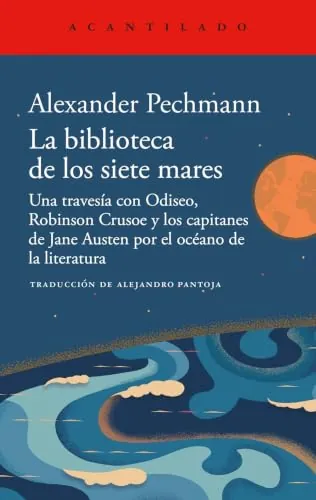 ACANTILADO
Alexander Pechmann
La biblioteca
de los siete mares
Una travesía con Odiseo,
Robinson Crusoe y los capitanes
de Jane Austen por el océano de
la literatura
TRADUCCIÓN DE ALEJANDRO PANTOJA